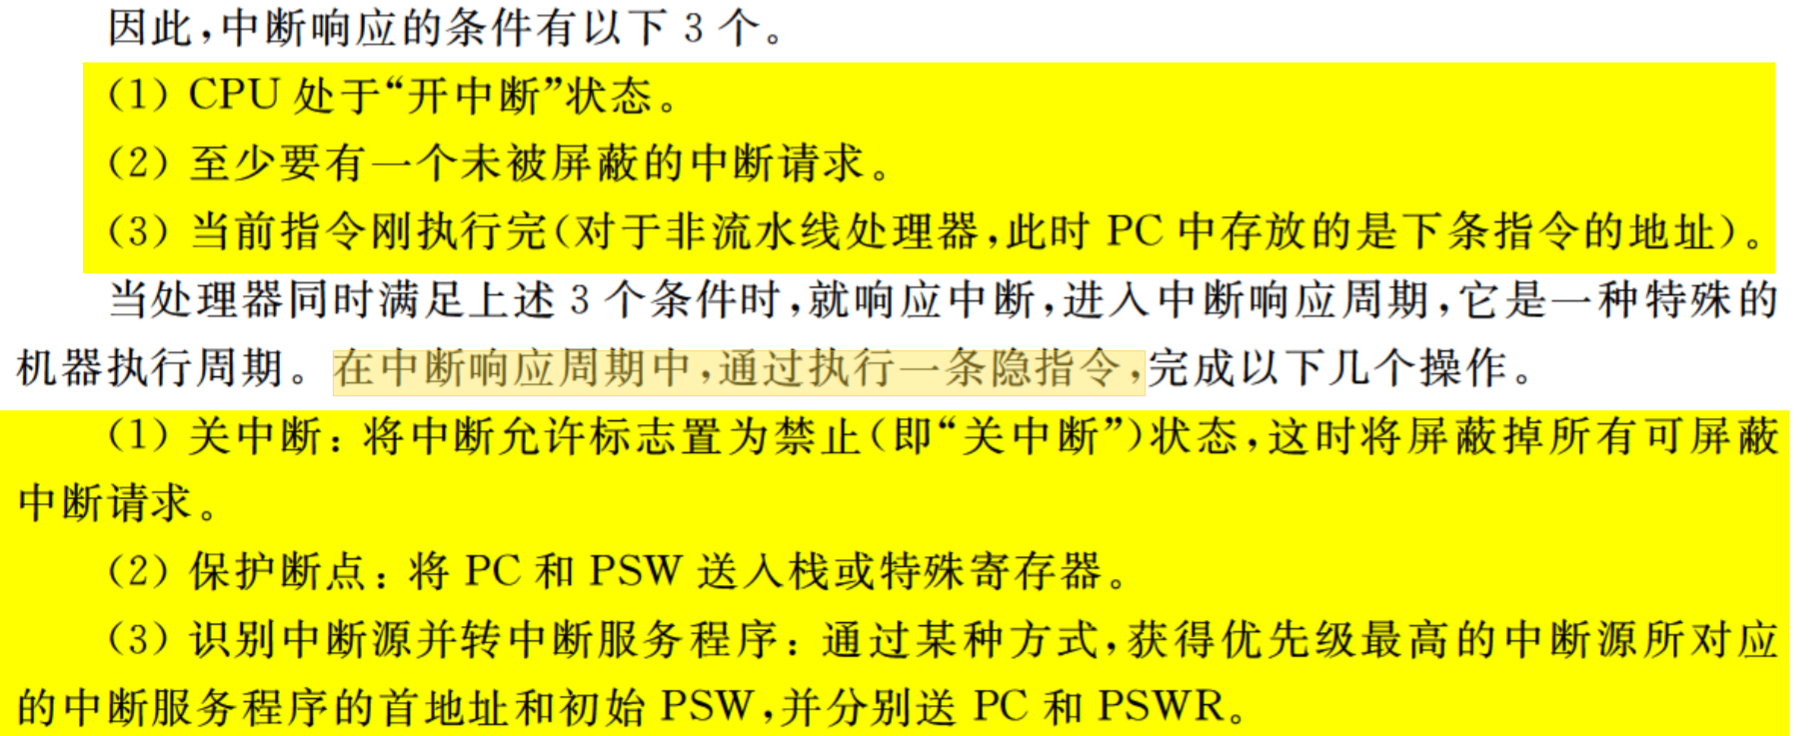 因此,中断响应的条件有以下 3 个。
(1) CPU 处于“开中断”状态。
(2) 至少要有一个未被屏蔽的中断请求。
(3) 当前指令刚执行完(对于非流水线处理器,此时 PC 中存放的是下条指令的地址)。
当处理器同时满足上述 3 个条件时,就响应中断,进入中断响应周期,它是一种特殊的
机器执行周期。在中断响应周期中,通过执行一条隐指令,完成以下几个操作。
(1) 关中断: 将中断允许标志置为禁止(即“关中断”)状态,这时将屏蔽掉所有可屏蔽
中断请求。
(2) 保护断点: 将 PC 和 PSW 送入栈或特殊寄存器。
(3) 识别中断源并转中断服务程序: 通过某种方式,获得优先级最高的中断源所对应
的中断服务程序的首地址和初始 PSW,并分别送 PC 和 PSWR。